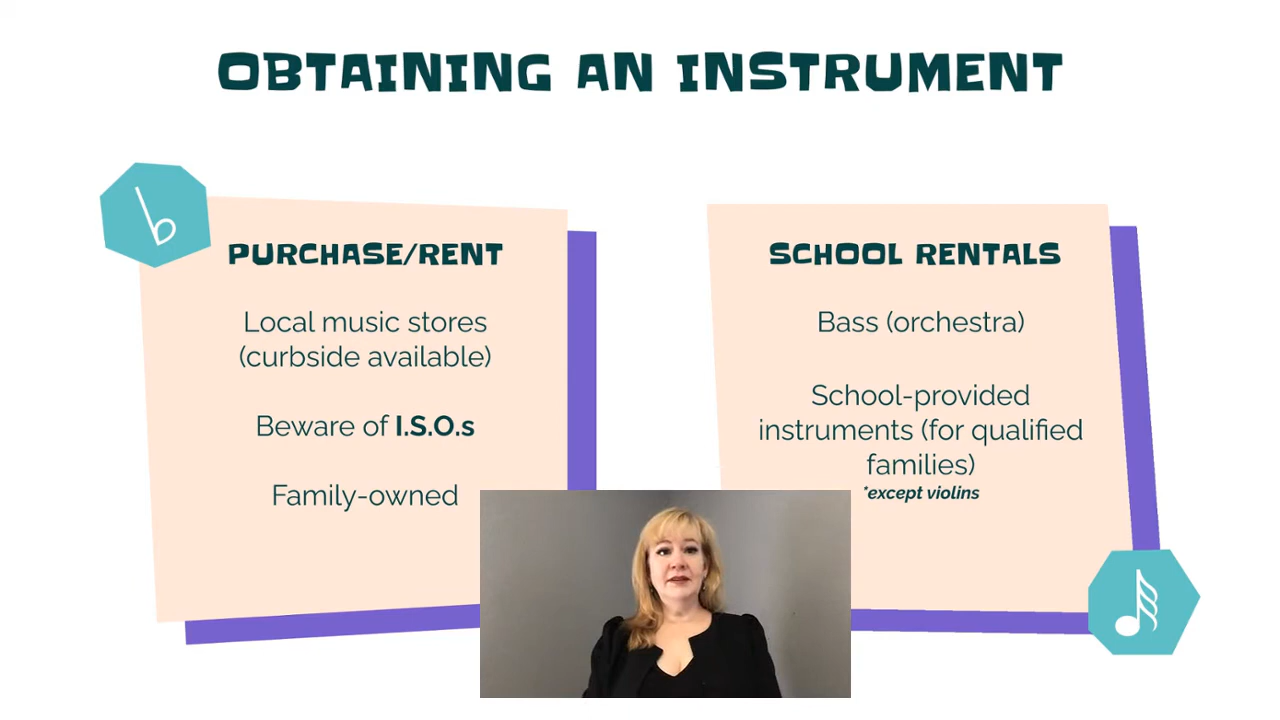 OBTAINING AN INSTRUMENT
PURCHASE/RENT
Local music stores
(curbside available)
Beware of I.S.O.s
Family-owned
SCHOOL RENTALS
Bass (orchestra)
School-provided
instruments (for qualified
families)
*except violins